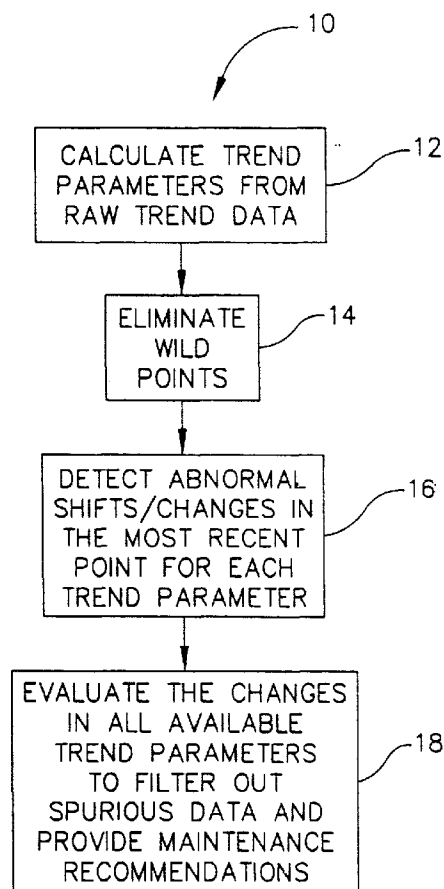 10
CALCULATE TREND
PARAMETERS FROM
RAW TREND DATA
12
ELIMINATE
WILD
POINTS
14
DETECT ABNORMAL
SHIFTS/CHANGES IN
THE MOST RECENT
POINT FOR EACH
TREND PARAMETER
16
EVALUATE THE CHANGES
IN ALL AVAILABLE
TREND PARAMETERS
TO FILTER OUT
SPURIOUS DATA AND
PROVIDE MAINTENANCE
RECOMMENDATIONS
18